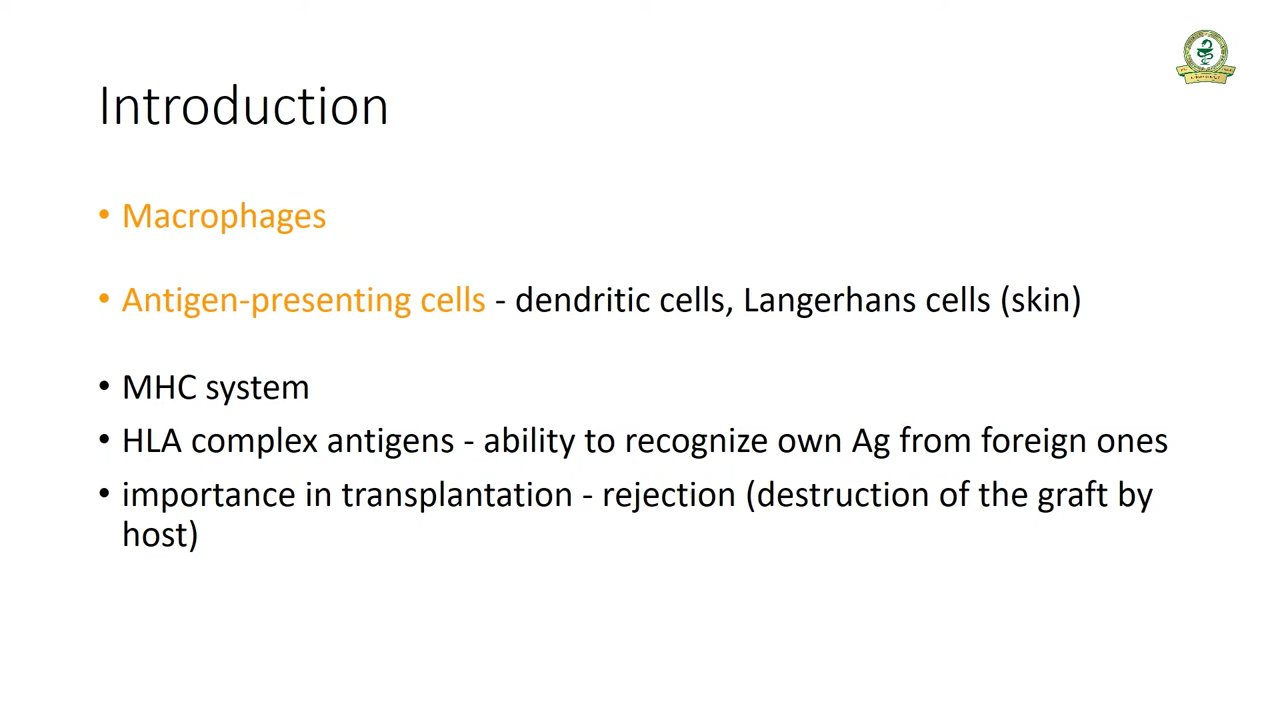 Introduction
• Macrophages
• Antigen-presenting cells - dendritic cells, Langerhans cells (skin)
• MHC system
• HLA complex antigens - ability to recognize own Ag from foreign ones
• importance in transplantation - rejection (destruction of the graft by
host)